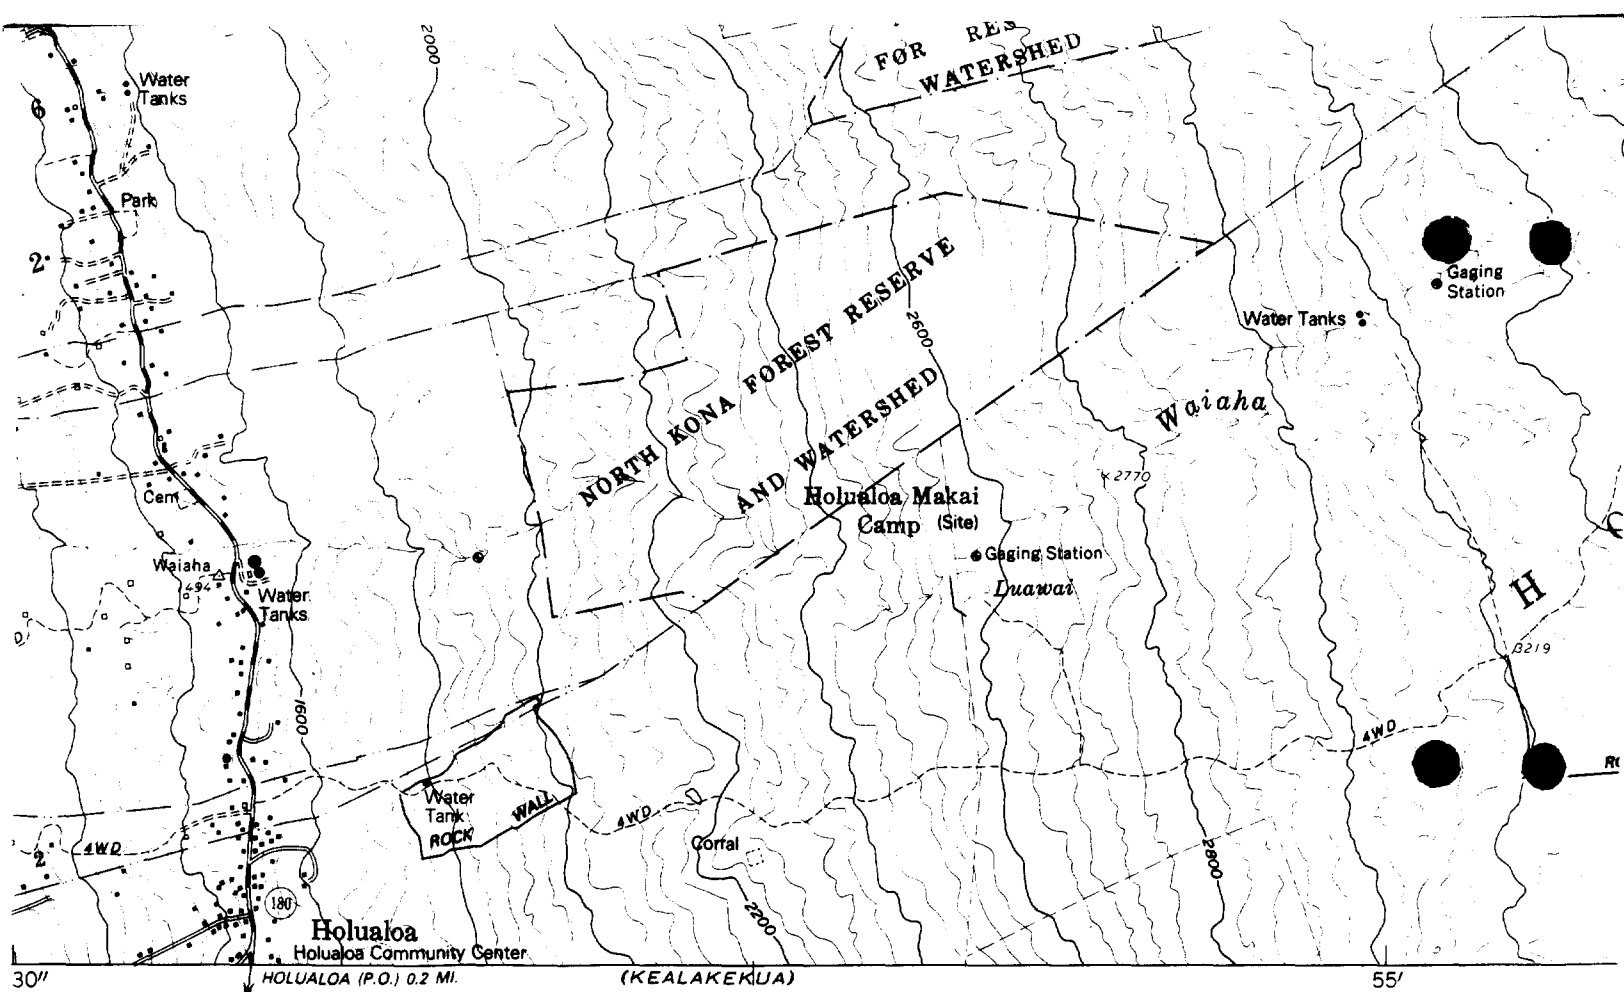 2000
FOR RES
WATERSHED
Water
Tanks
6
Park
2
NORTH KONA FOREST RESERVE
AND WATERSHED
2600
Gaging
Station
Water Tanks
Waiaha
×2770
Holualoa Makai
Camp (Site)
Gaging Station
Luawai
Cem
Waiaha
494
Water
Tanks
H
3219
1600
4WD
Water
Tank
ROCK WALL
4WD
Corral
2200
2800
2
4WD
180
Holualoa
Holualoa Community Center
30"
HOLUALOA (P.O.) 0.2 MI.
(KEALAKEKUA)
55'